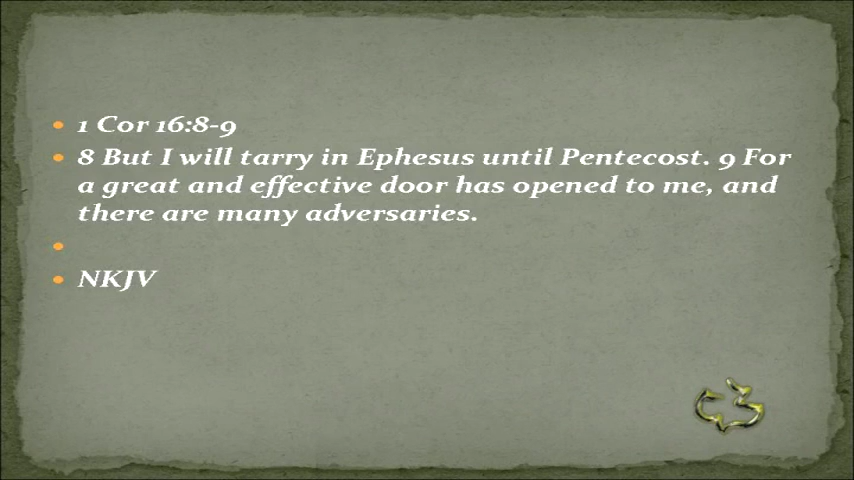 1 Cor 16:8-9
8 But I will tarry in Ephesus until Pentecost. 9 For
a great and effective door has opened to me, and
there are many adversaries.
NKJV